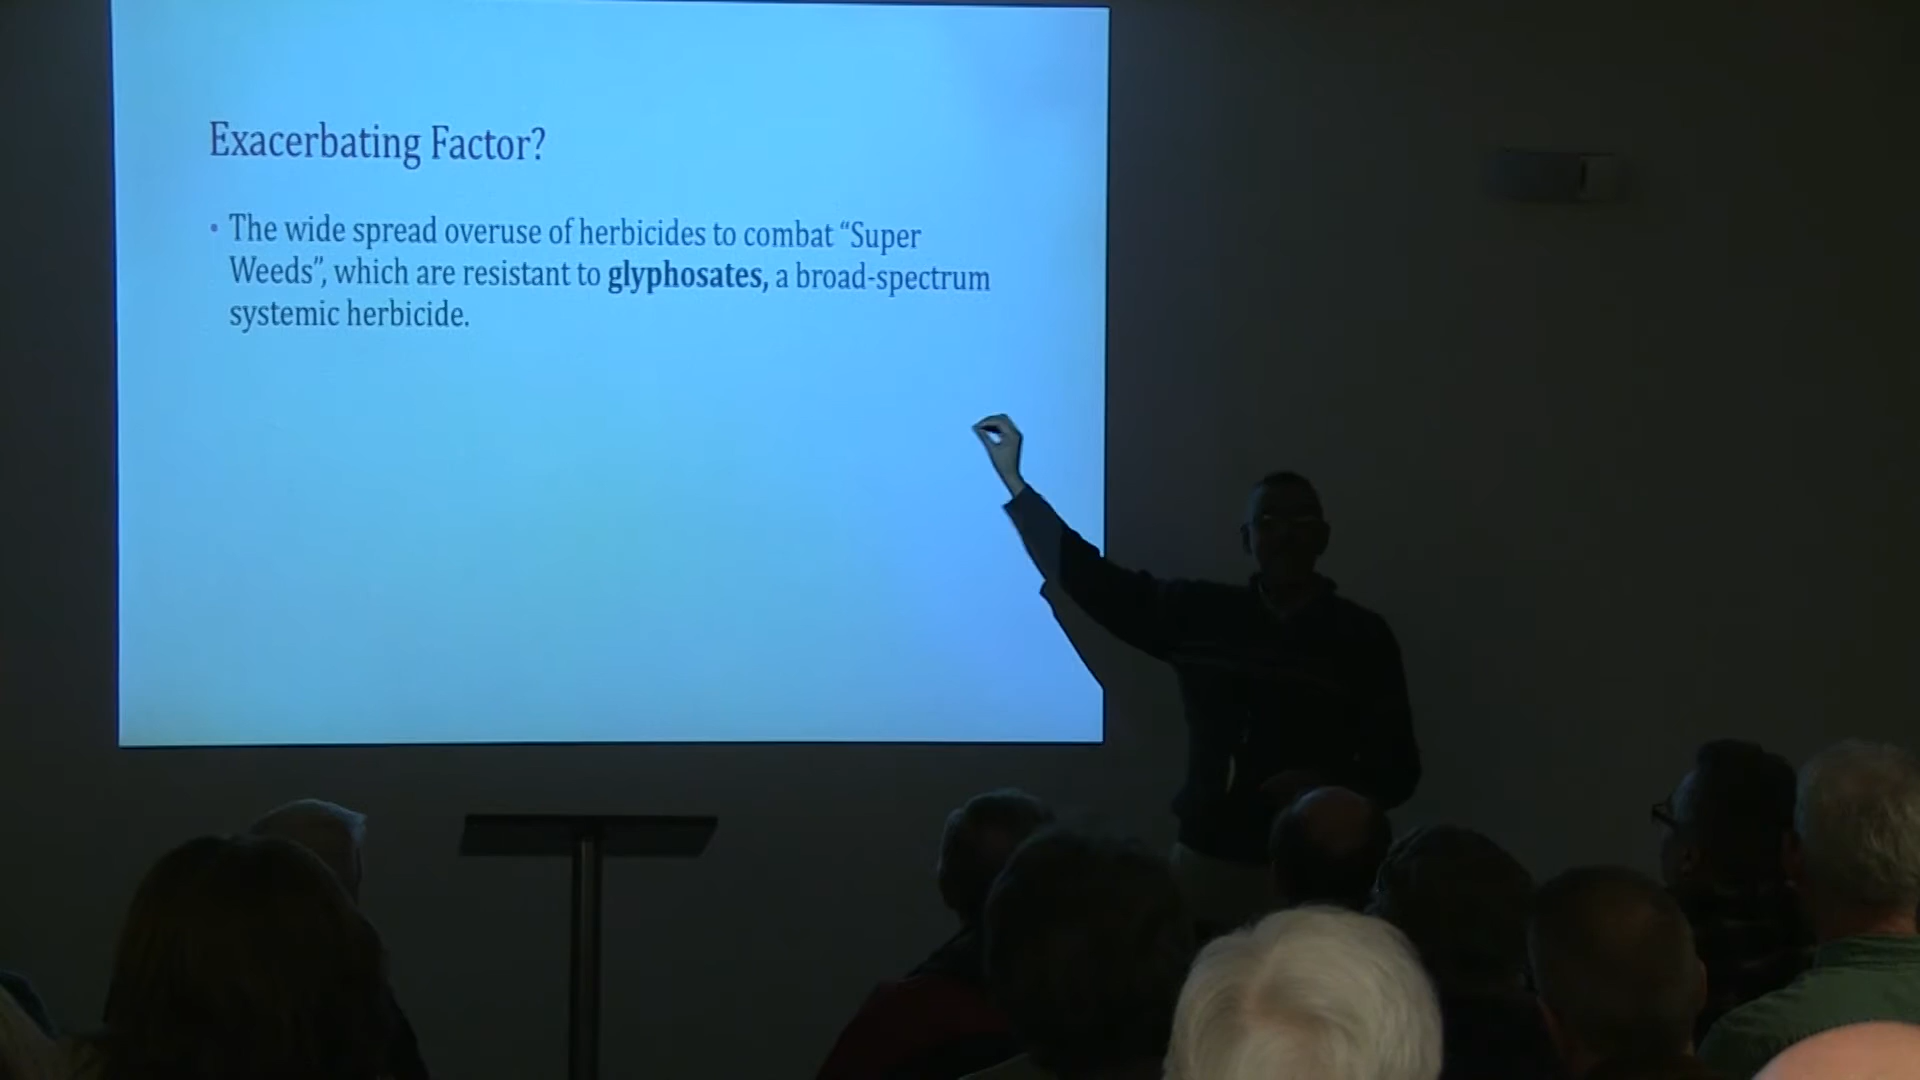 Exacerbating Factor?
• The wide spread overuse of herbicides to combat “Super
Weeds”, which are resistant to glyphosates, a broad-spectrum
systemic herbicide.